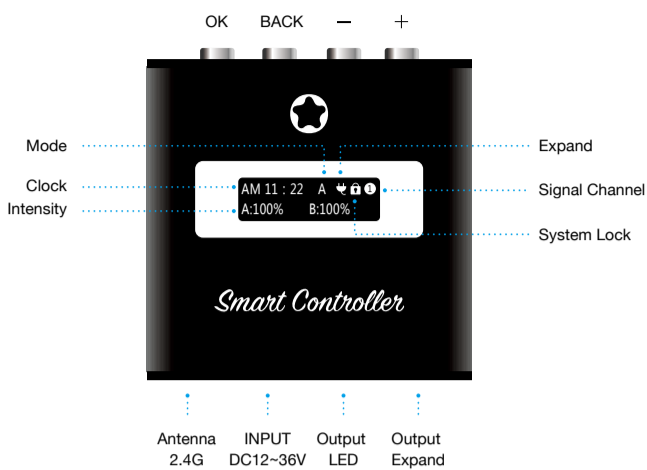 OK BACK — +
Mode
Expand
Clock
AM 11 : 22 A 1
Signal Channel
Intensity
A:100% B:100%
System Lock
Smart Controller
Antenna
2.4G
INPUT
DC12~36V
Output
LED
Output
Expand